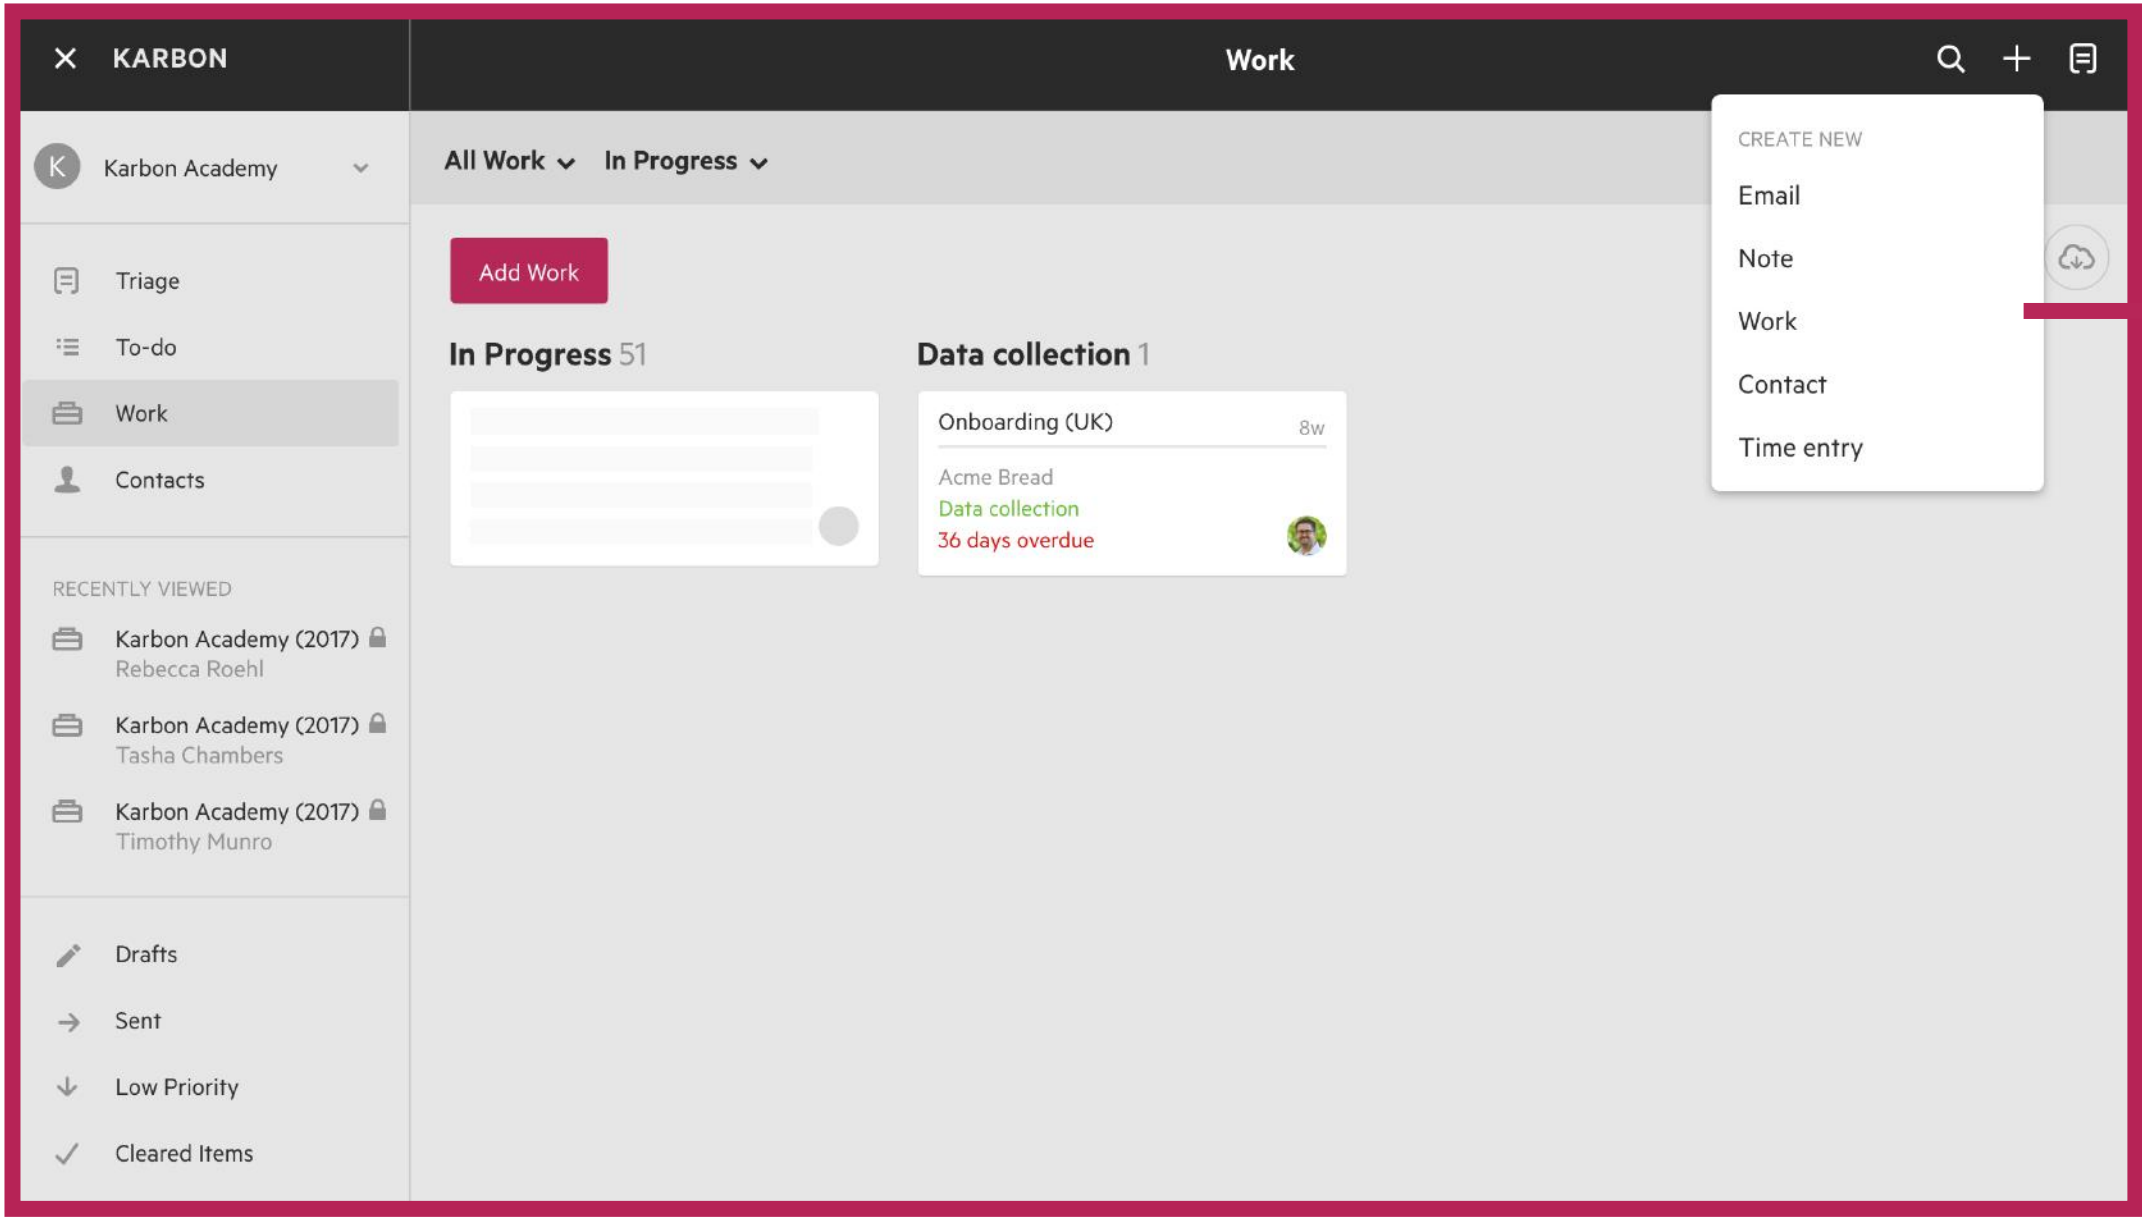 KARBON
Work
K
Karbon Academy
Triage
To-do
Work
Contacts
RECENTLY VIEWED
Karbon Academy (2017)
Rebecca Roehl
Karbon Academy (2017)
Tasha Chambers
Karbon Academy (2017)
Timothy Munro
Drafts
Sent
Low Priority
Cleared Items
All Work In Progress
Add Work
In Progress 51
Data collection 1
Onboarding (UK) 8w
Acme Bread
Data collection
36 days overdue
CREATE NEW
Email
Note
Work
Contact
Time entry